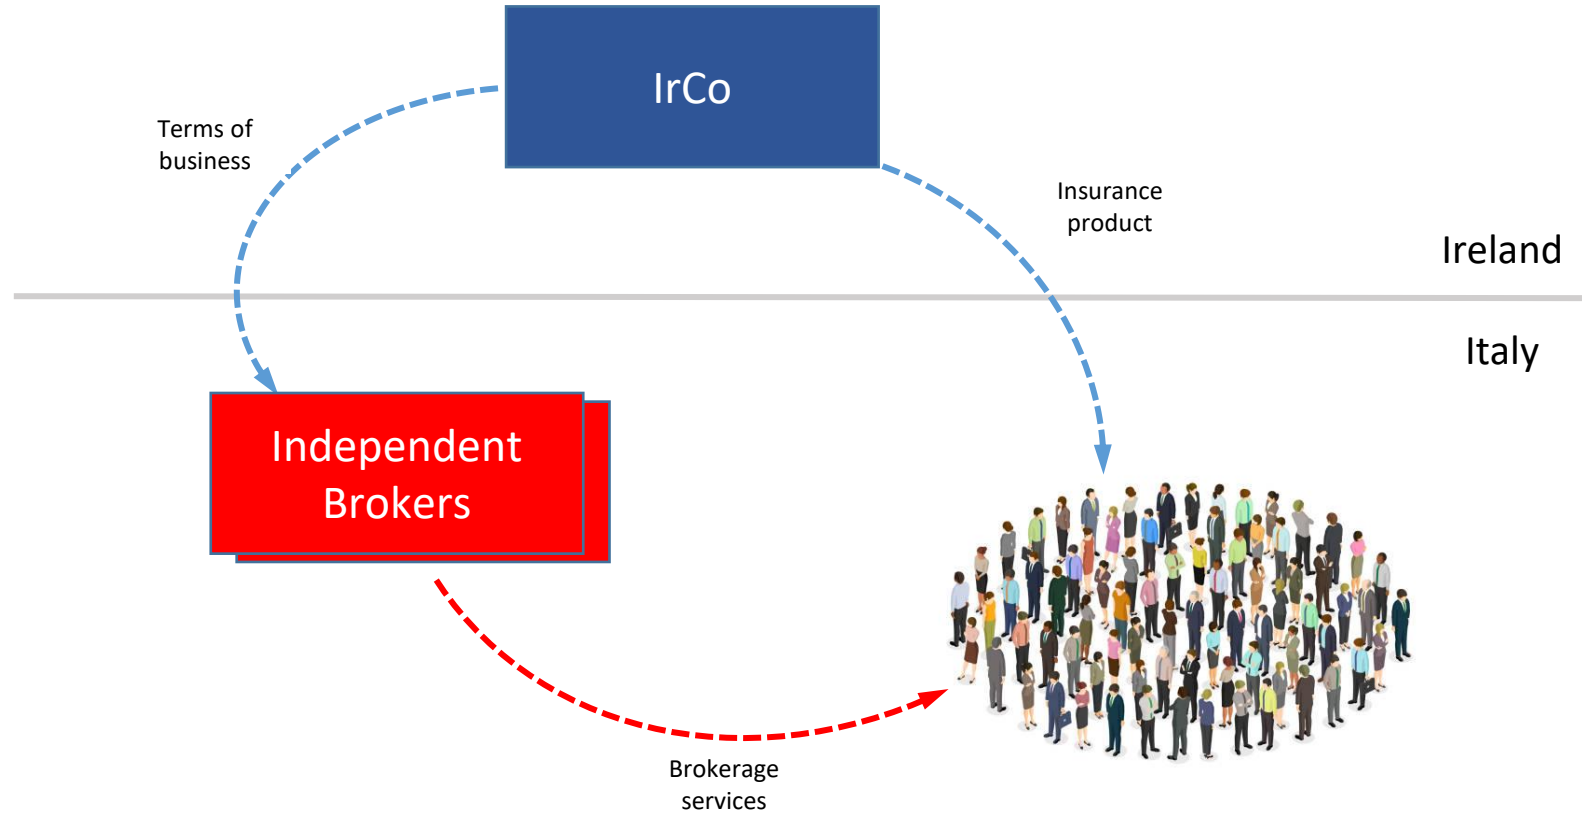 IrCo
Terms of
business
Insurance
product
Ireland
Italy
Independent
Brokers
Brokerage
services